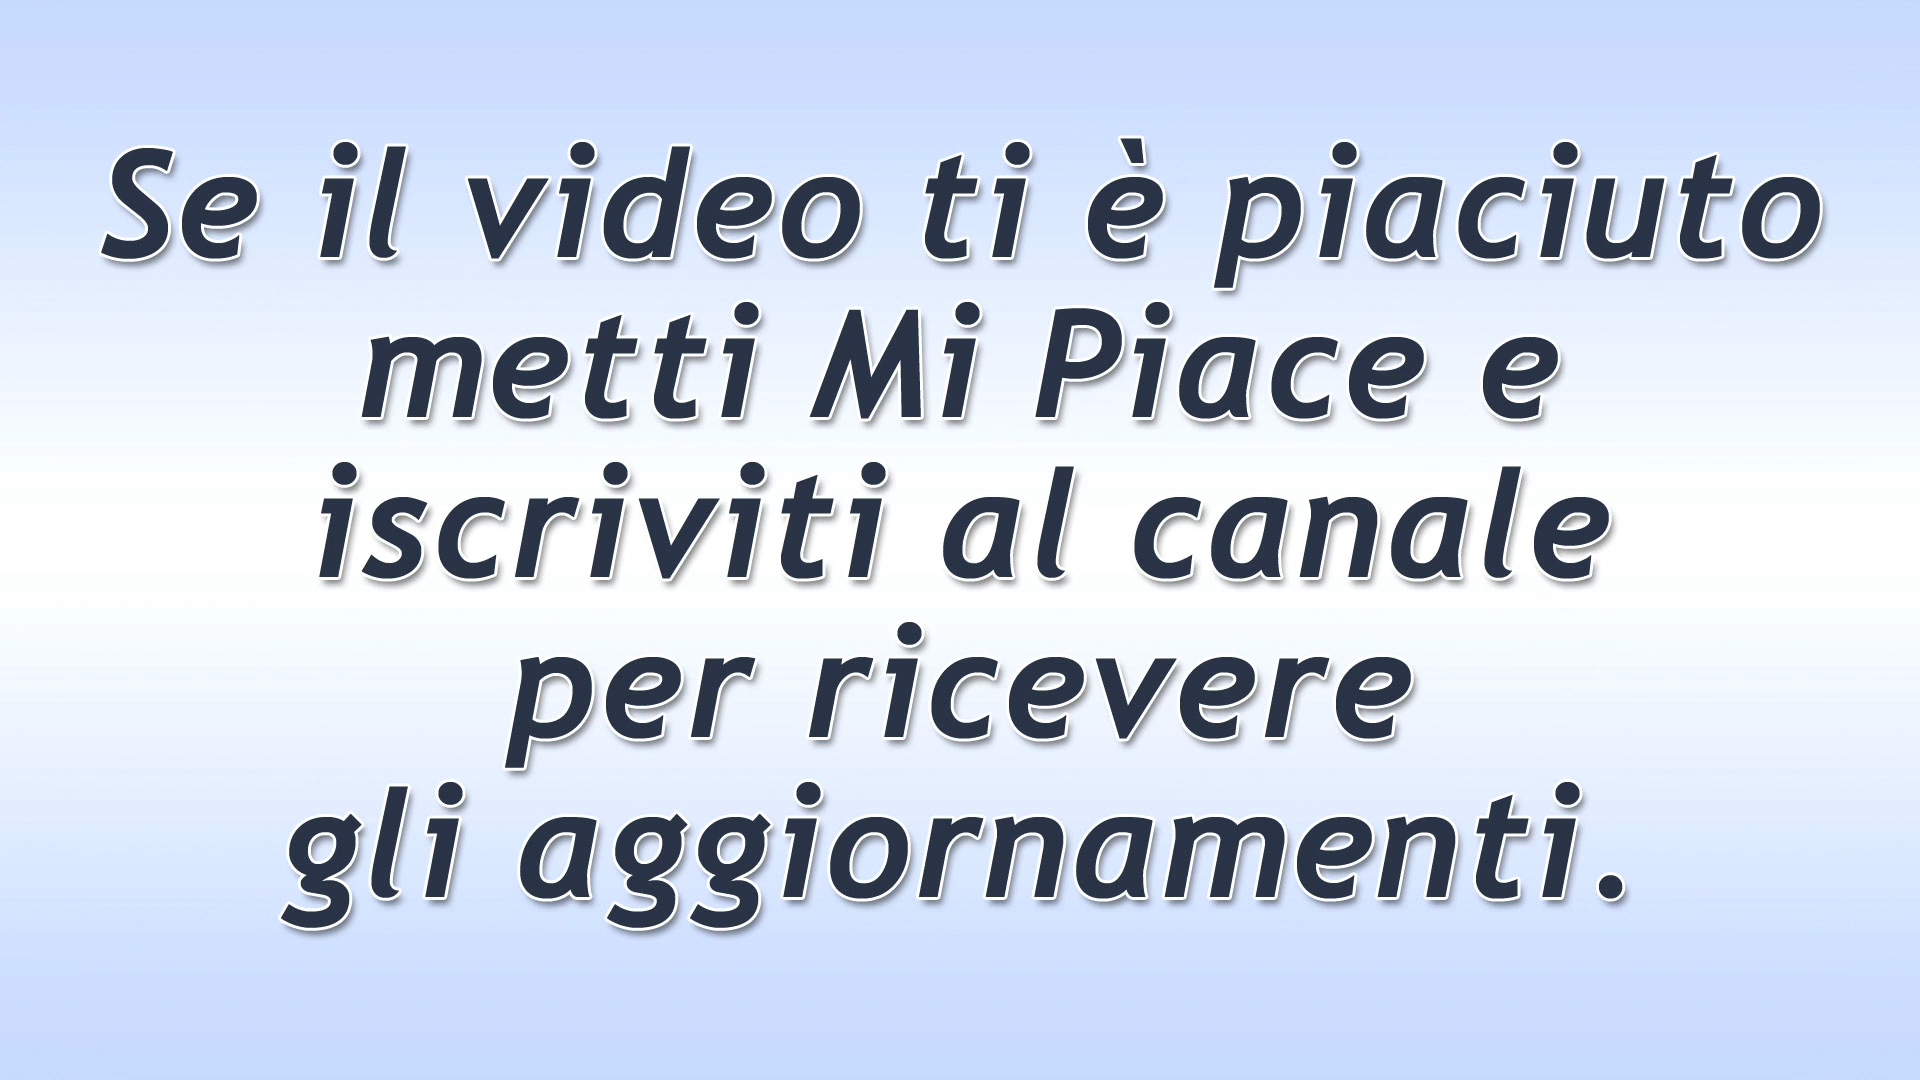 Se il video ti è piaciuto
metti Mi Piace e
iscriviti al canale
per ricevere
gli aggiornamenti.